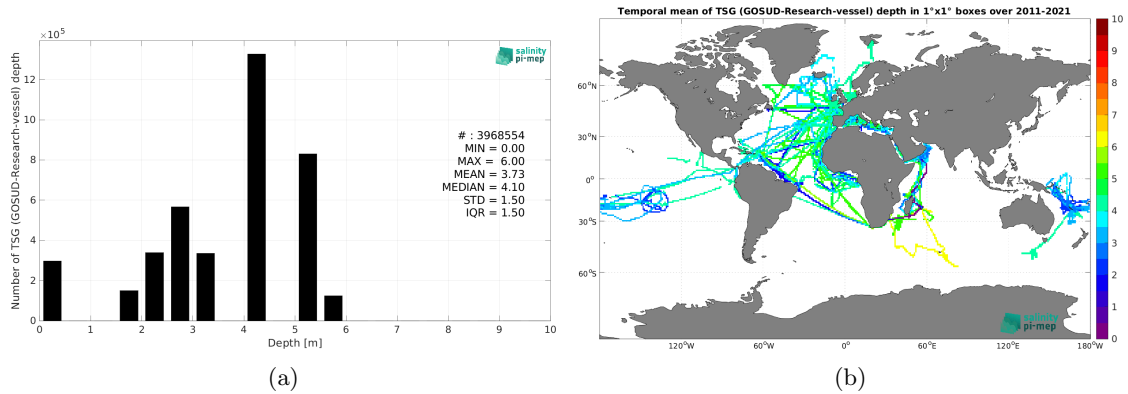 ×10⁵
Number of TSG (GOSUD-Research-vessel) depth
12
10
8
6
4
2
0
0 1 2 3 4 5 6 7 8 9 10
Depth [m]
salinity
pi-mep
# : 3968554
MIN = 0.00
MAX = 6.00
MEAN = 3.73
MEDIAN = 4.10
STD = 1.50
IQR = 1.50
(a)
Temporal mean of TSG (GOSUD-Research-vessel) depth in 1°x1° boxes over 2011-2021
60°N
30°N
0°
30°S
60°S
120°W 60°W 0° 60°E 120°E 180°W
salinity
pi-mep
10
9
8
7
6
5
4
3
2
1
0
(b)